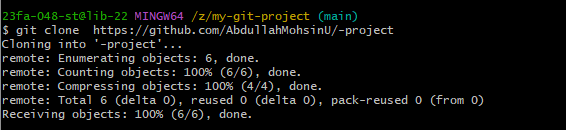 23fa-048-st@lib-22 MINGW64 /z/my-git-project (main)
$ git clone  https://github.com/AbdullahMohsinU/-project
Cloning into '-project'...
remote: Enumerating objects: 6, done.
remote: Counting objects: 100% (6/6), done.
remote: Compressing objects: 100% (4/4), done.
remote: Total 6 (delta 0), reused 0 (delta 0), pack-reused 0 (from 0)
Receiving objects: 100% (6/6), done.